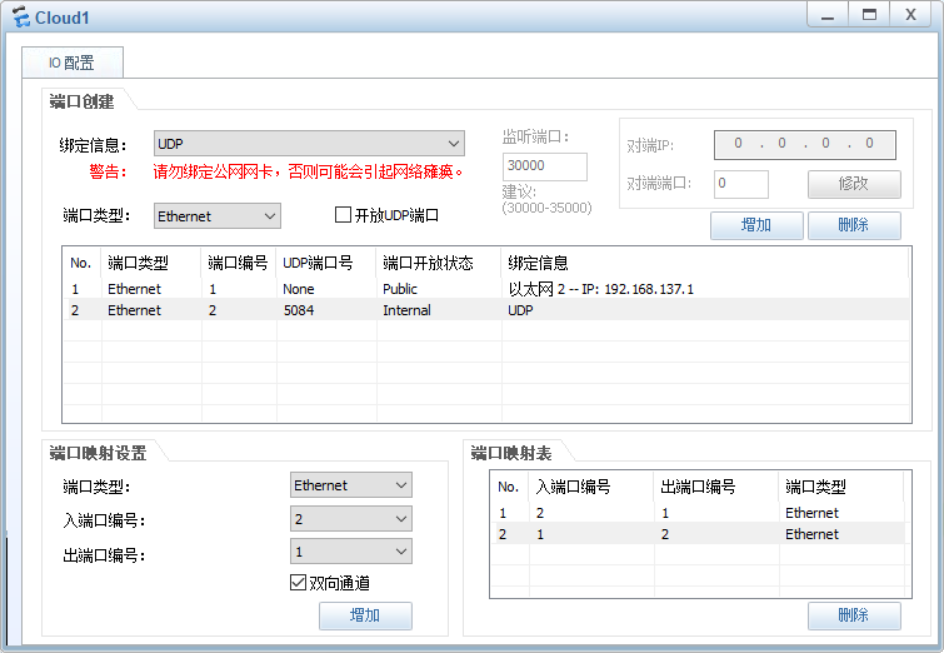 Cloud1
IO 配置
端口创建
绑定信息： UDP
警告： 请勿绑定公网网卡，否则可能会引起网络瘫痪。
端口类型： Ethernet 开放UDP端口
监听端口：
30000
建议:
(30000-35000)
对端IP: 0 . 0 . 0 . 0
对端端口: 0 修改
增加 删除
No. 端口类型 端口编号 UDP端口号 端口开放状态 绑定信息
1 Ethernet 1 None Public 以太网 2 -- IP: 192.168.137.1
2 Ethernet 2 5084 Internal UDP
端口映射设置
端口类型: Ethernet
入端口编号: 2
出端口编号: 1
双向通道
增加
端口映射表
No. 入端口编号 出端口编号 端口类型
1 2 1 Ethernet
2 1 2 Ethernet
删除